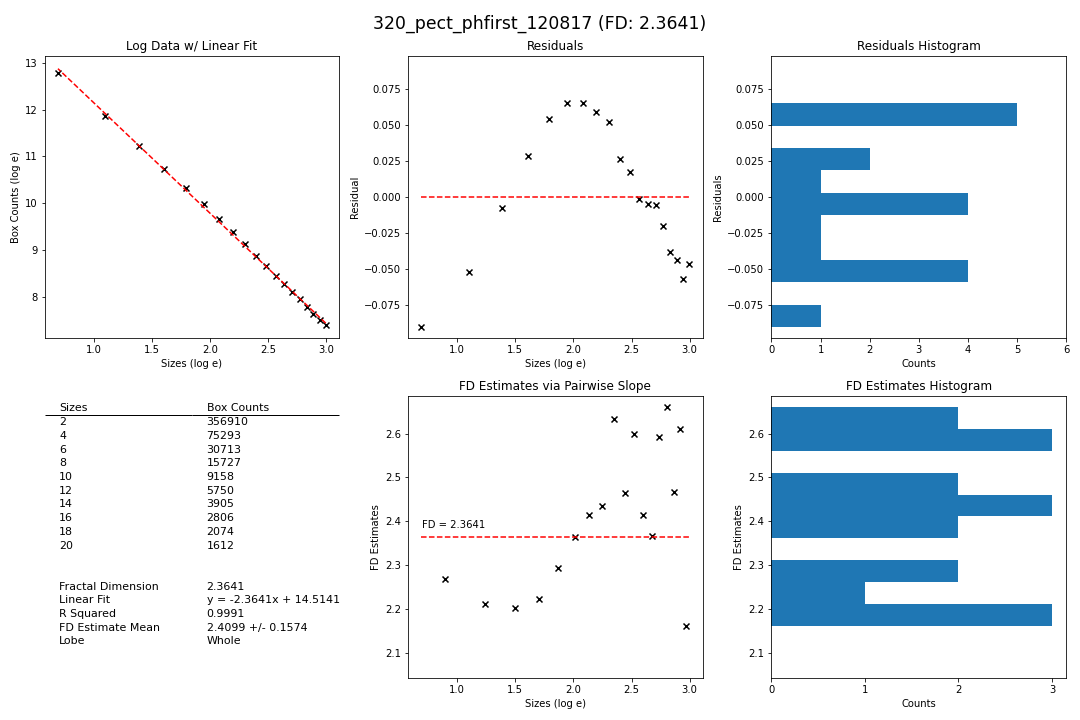 320_pect_phfirst_120817 (FD: 2.3641)
Log Data w/ Linear Fit
Box Counts (log e)
13
12
11
10
9
8
1.0 1.5 2.0 2.5 3.0
Sizes (log e)
Residuals
Residual
0.075
0.050
0.025
0.000
−0.025
−0.050
−0.075
1.0 1.5 2.0 2.5 3.0
Sizes (log e)
Residuals Histogram
Residuals
0.075
0.050
0.025
0.000
−0.025
−0.050
−0.075
0 1 2 3 4 5 6
Counts
Sizes Box Counts
2 356910
4 75293
6 30713
8 15727
10 9158
12 5750
14 3905
16 2806
18 2074
20 1612
Fractal Dimension 2.3641
Linear Fit y = -2.3641x + 14.5141
R Squared 0.9991
FD Estimate Mean 2.4099 +/- 0.1574
Lobe Whole
FD Estimates via Pairwise Slope
FD Estimates
2.6
2.5
2.4
2.3
2.2
2.1
FD = 2.3641
1.0 1.5 2.0 2.5 3.0
Sizes (log e)
FD Estimates Histogram
FD Estimates
2.6
2.5
2.4
2.3
2.2
2.1
0 1 2 3
Counts